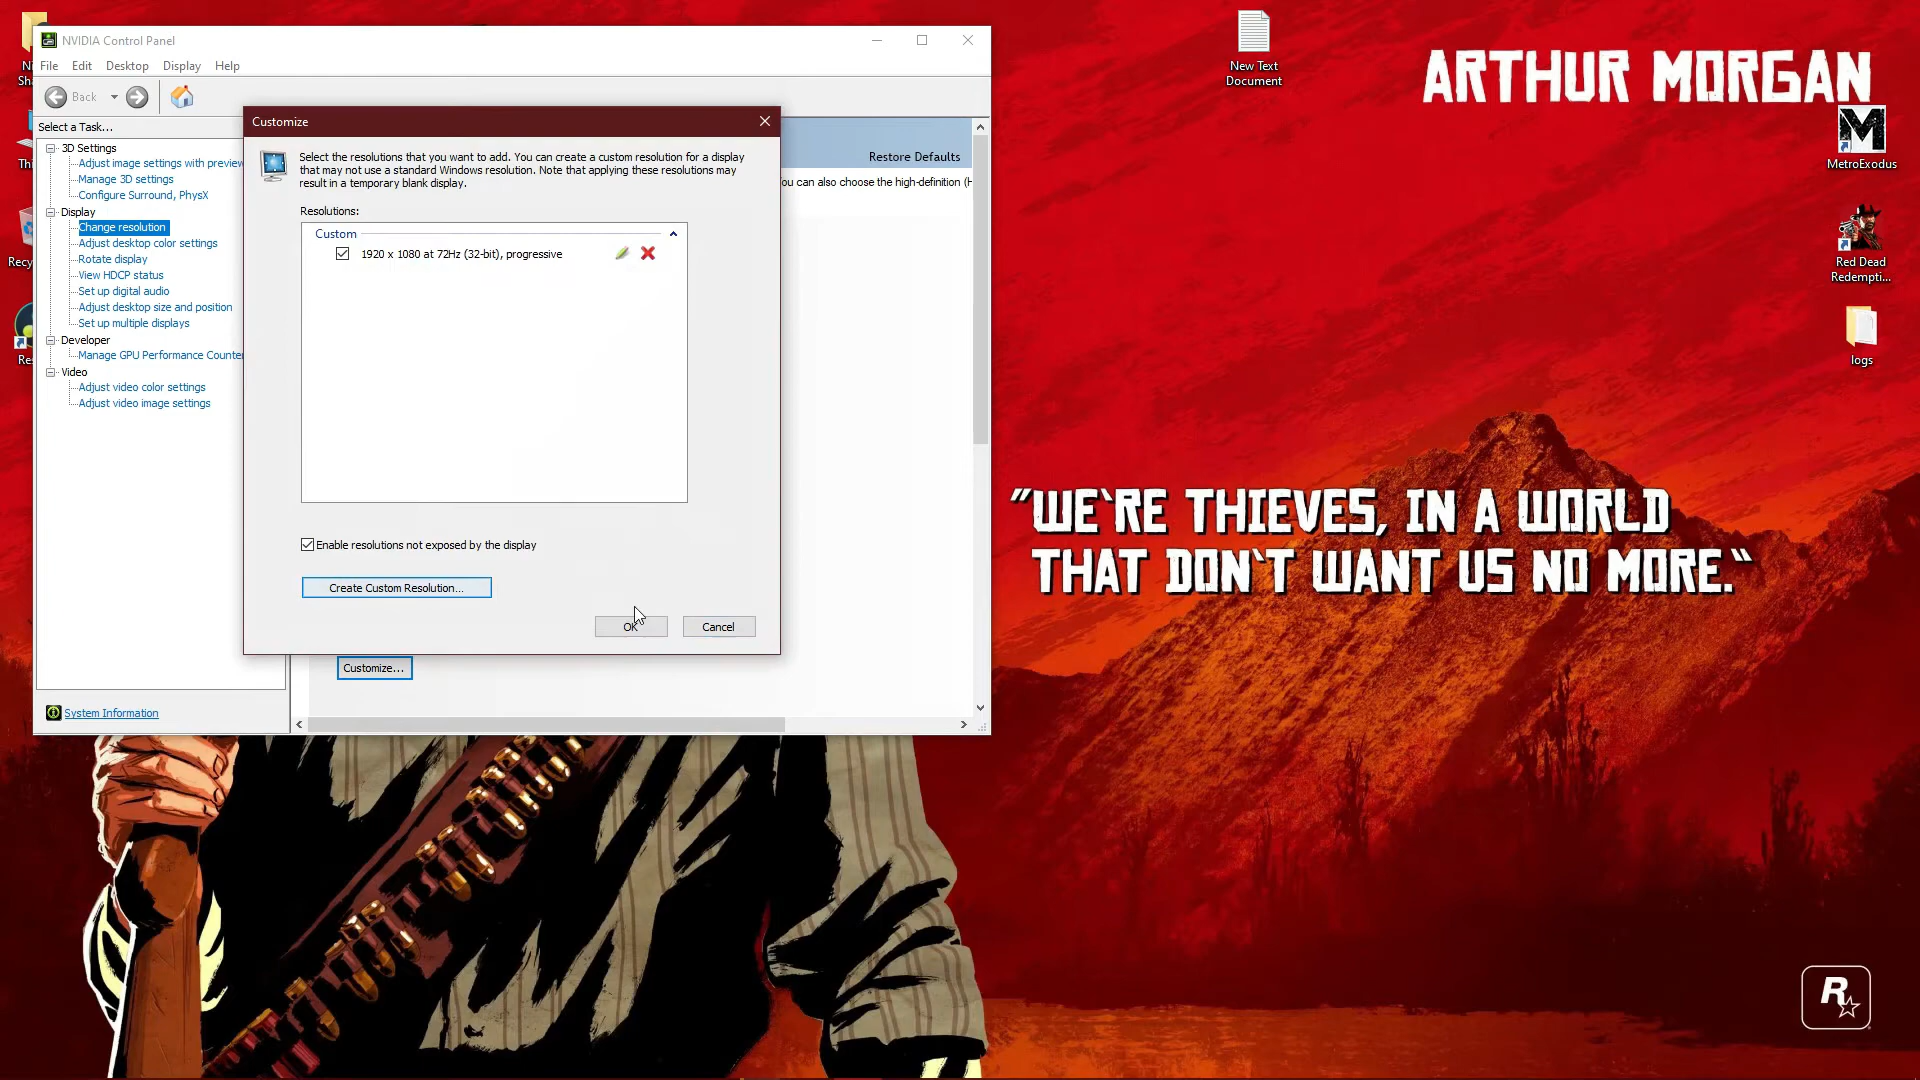 NVIDIA Control Panel
File Edit Desktop Display Help
Back
Select a Task...
3D Settings
Adjust image settings with preview
Manage 3D settings
Configure Surround, PhysX
Display
Change resolution
Adjust desktop color settings
Rotate display
View HDCP status
Set up digital audio
Adjust desktop size and position
Set up multiple displays
Developer
Manage GPU Performance Counter
Video
Adjust video color settings
Adjust video image settings
System Information
Customize
Select the resolutions that you want to add. You can create a custom resolution for a display
that may not use a standard Windows resolution. Note that applying these resolutions may
result in a temporary blank display.
Resolutions:
Custom
1920 x 1080 at 72Hz (32-bit), progressive
Enable resolutions not exposed by the display
Create Custom Resolution...
OK Cancel
Customize...
Restore Defaults
You can also choose the high-definition (H
New Text
Document
ARTHUR MORGAN
MetroExodus
Red Dead
Redempti...
logs
"WE'RE THIEVES, IN A WORLD
THAT DON'T WANT US NO MORE."
R